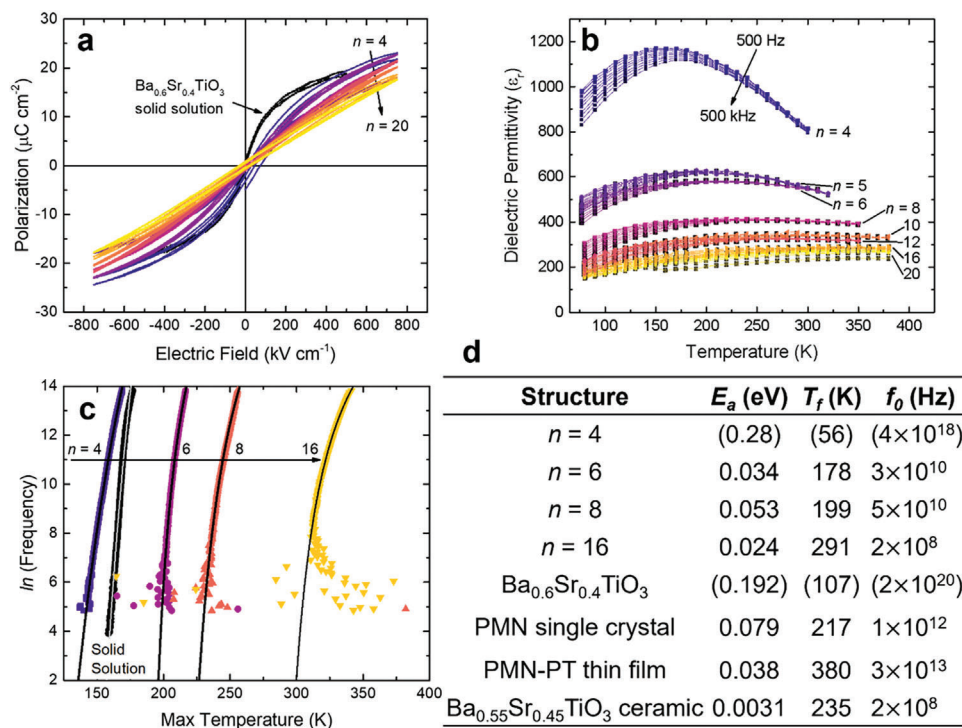 a
Polarization (µC cm⁻²)
30
20
10
0
-10
-20
-30
n = 4
Ba₀.₆Sr₀.₄TiO₃
solid solution
n = 20
-800 -600 -400 -200 0 200 400 600 800
Electric Field (kV cm⁻¹)
b
Dielectric Permittivity (εᵣ)
1200
1000
800
600
400
200
0
500 Hz
500 kHz
n = 4
n = 5
n = 6
n = 8
10
12
16
20
100 150 200 250 300 350 400
Temperature (K)
c
ln (Frequency)
14
12
10
8
6
4
2
n = 4 6 8 16
Solid
Solution
150 200 250 300 350 400
Max Temperature (K)
d
Structure Eₐ (eV) T_f (K) f₀ (Hz)
n = 4 (0.28) (56) (4×10¹⁸)
n = 6 0.034 178 3×10¹⁰
n = 8 0.053 199 5×10¹⁰
n = 16 0.024 291 2×10⁸
Ba₀.₆Sr₀.₄TiO₃ (0.192) (107) (2×10²⁰)
PMN single crystal 0.079 217 1×10¹²
PMN-PT thin film 0.038 380 3×10¹³
Ba₀.₅₅Sr₀.₄₅TiO₃ ceramic 0.0031 235 2×10⁸